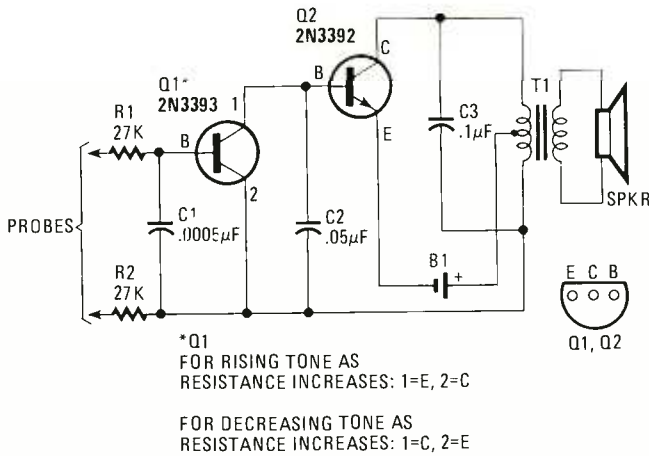 Q2
2N3392
C
B
E
Q1*
2N3393
1
B
2
R1
27K
PROBES
C1
.0005µF
C2
.05µF
C3
.1µF
T1
SPKR
B1
+
R2
27K
E C B
Q1, Q2
*Q1
FOR RISING TONE AS
RESISTANCE INCREASES: 1=E, 2=C
FOR DECREASING TONE AS
RESISTANCE INCREASES: 1=C, 2=E